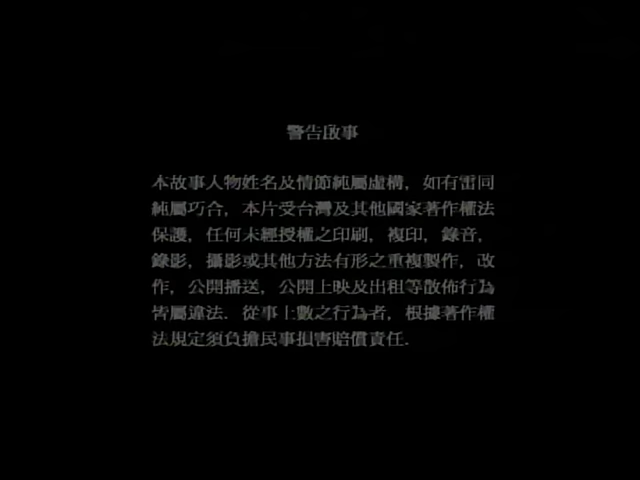 警告啟事
本故事人物姓名及情節純屬虛構, 如有雷同
純屬巧合, 本片受台灣及其他國家著作權法
保護, 任何未經授權之印刷, 複印, 錄音,
錄影, 攝影或其他方法有形之重複製作, 改
作, 公開播送, 公開上映及出租等散佈行為
皆屬違法. 從事上數之行為者, 根據著作權
法規定須負擔民事損害賠償責任.